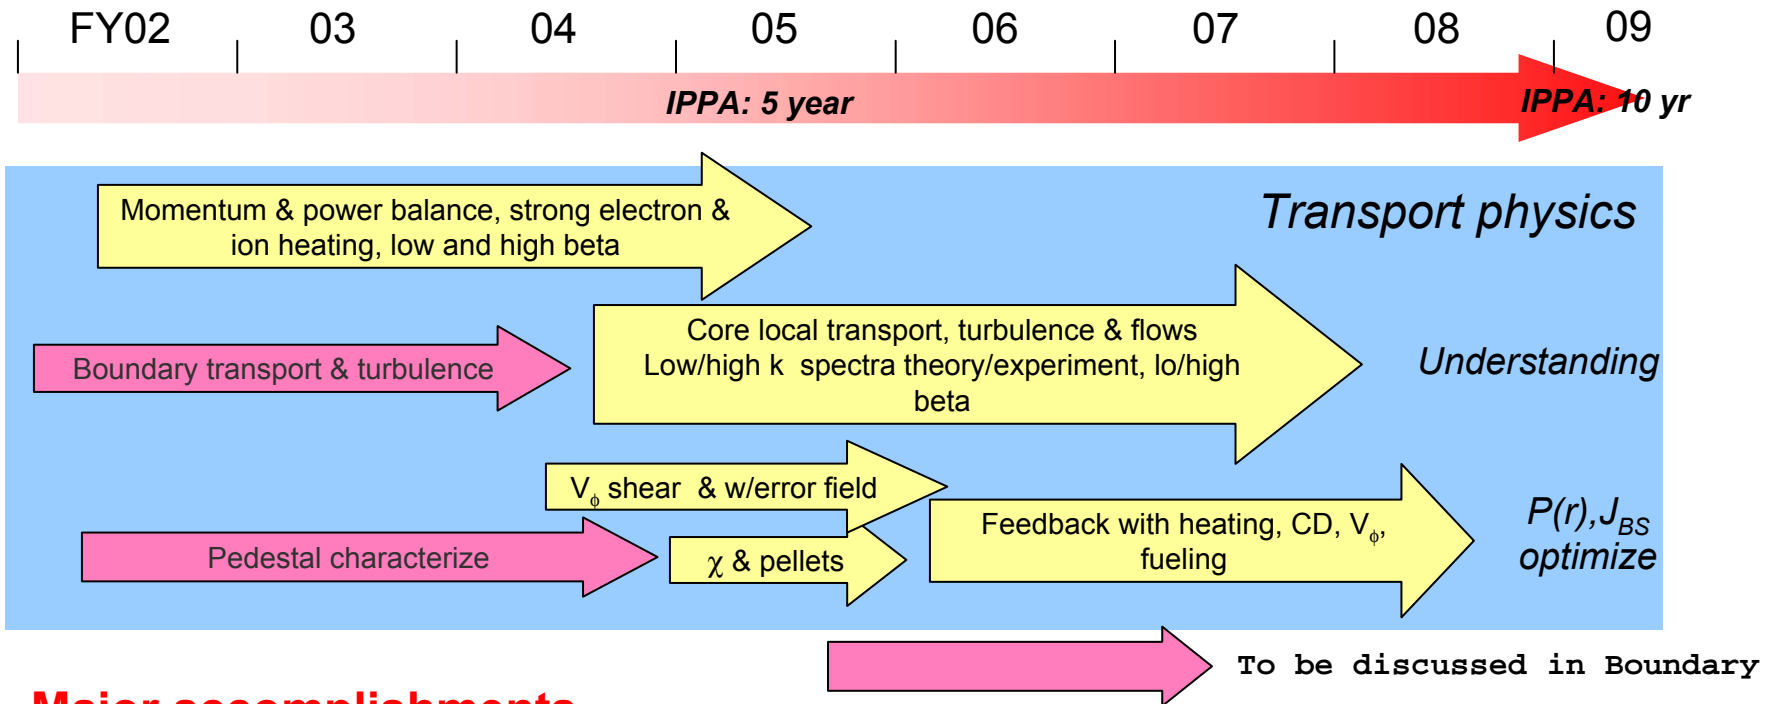 FY02 03 04 05 06 07 08 09
IPPA: 5 year IPPA: 10 yr
Momentum & power balance, strong electron &
ion heating, low and high beta
Transport physics
Core local transport, turbulence & flows
Low/high k spectra theory/experiment, lo/high
beta
Boundary transport & turbulence
Understanding
Vϕ shear & w/error field
Pedestal characterize
χ & pellets
Feedback with heating, CD, Vϕ,
fueling
P(r),JBS
optimize
To be discussed in Boundary
Major accomplishments